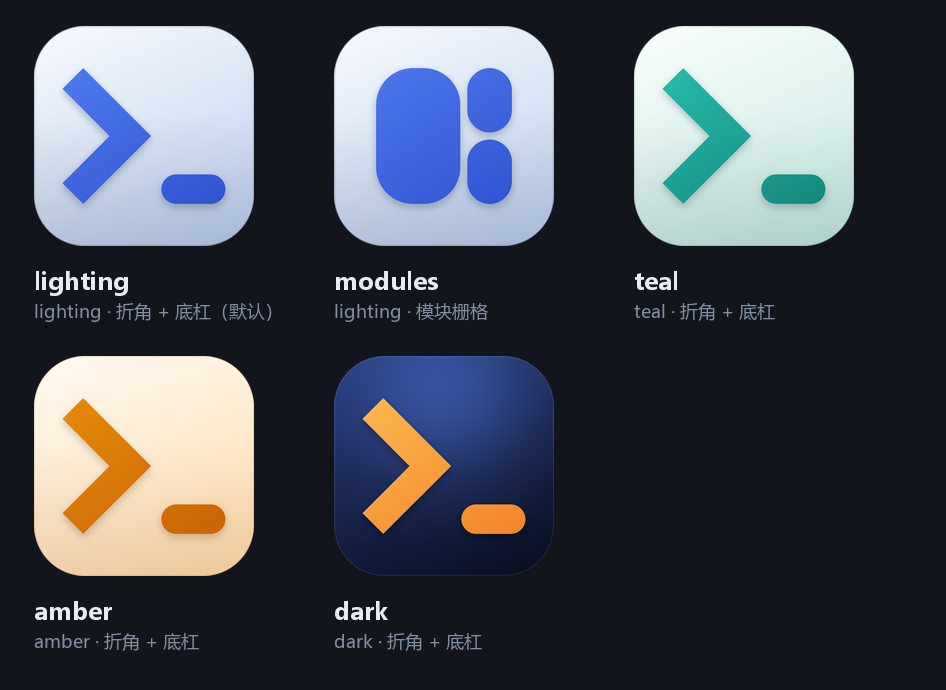 lighting
lighting · 折角 + 底杠（默认）
modules
lighting · 模块栅格
teal
teal · 折角 + 底杠
amber
amber · 折角 + 底杠
dark
dark · 折角 + 底杠